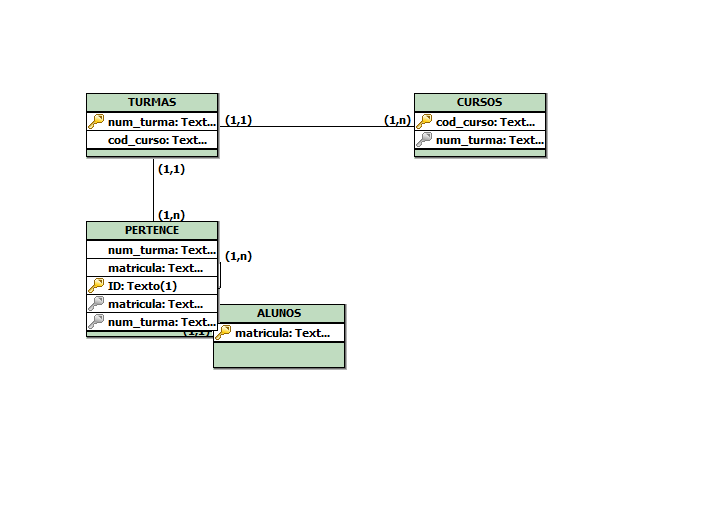 TURMAS
num_turma: Text...
cod_curso: Text...
(1,1)
(1,n)
CURSOS
cod_curso: Text...
num_turma: Text...
(1,1)
(1,n)
PERTENCE
num_turma: Text...
matricula: Text...
ID: Texto(1)
matricula: Text...
num_turma: Text...
(1,n)
(1,1)
ALUNOS
matricula: Text...